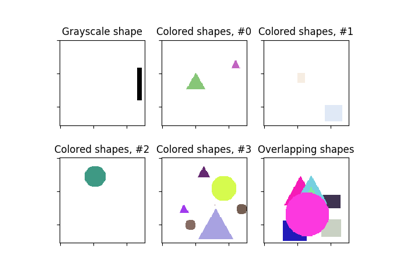 Grayscale shape
Colored shapes, #0
Colored shapes, #1
Colored shapes, #2
Colored shapes, #3
Overlapping shapes